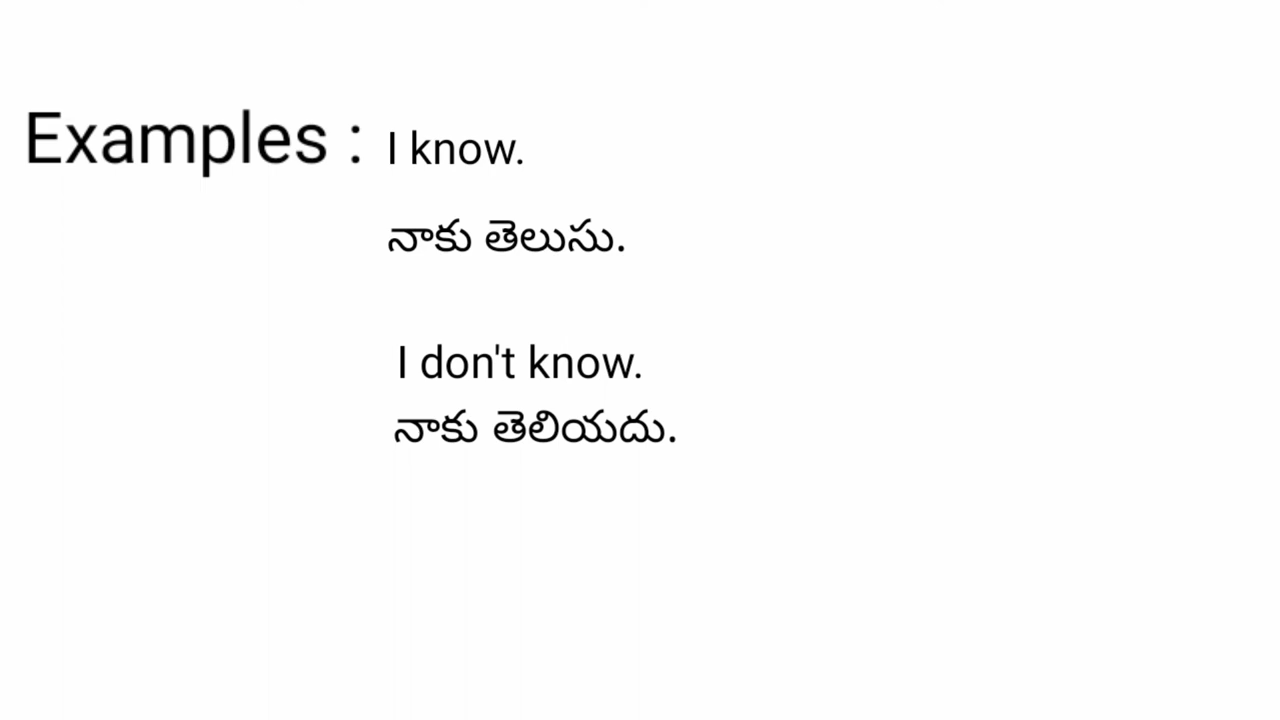 Examples : I know.
నాకు తెలుసు.
I don't know.
నాకు తెలియదు.